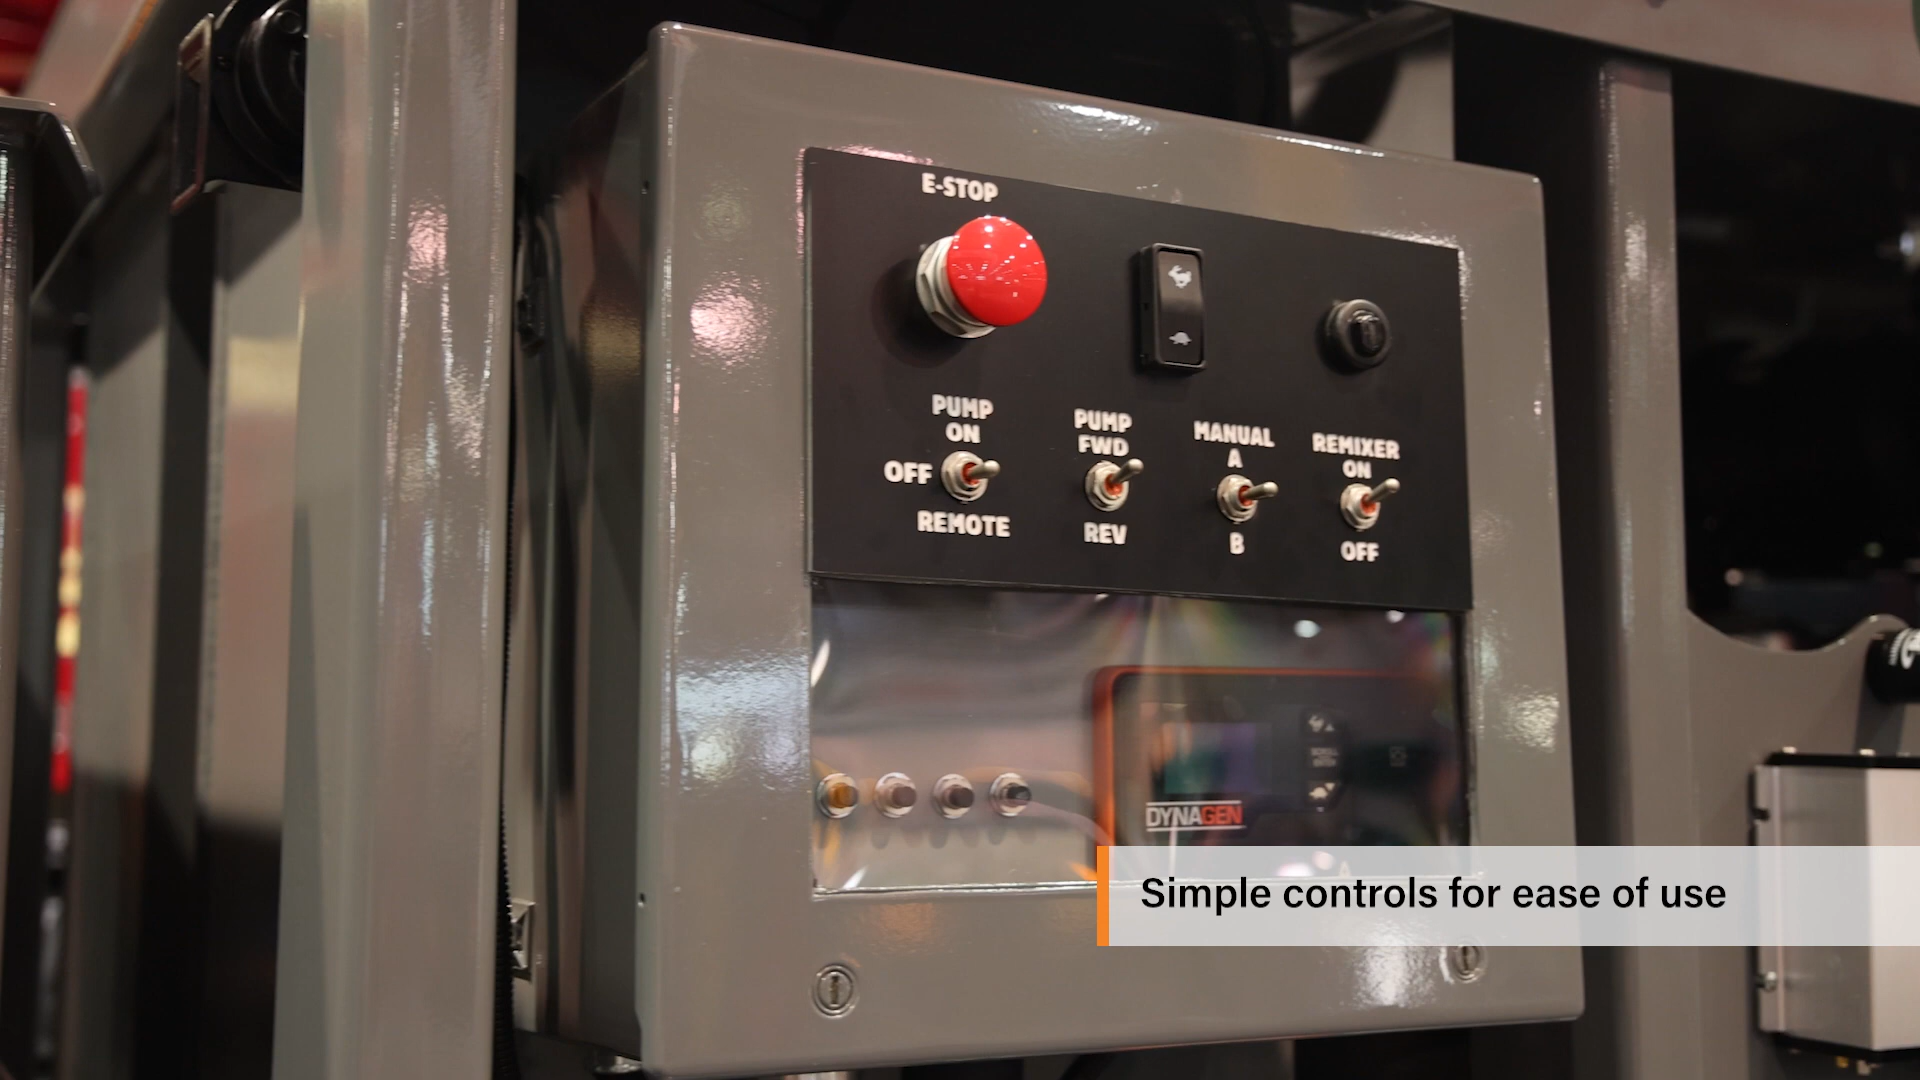 E-STOP
PUMP
ON
OFF
REMOTE
PUMP
FWD
REV
MANUAL
A
B
REMIXER
ON
OFF
DYNAGEN
Simple controls for ease of use